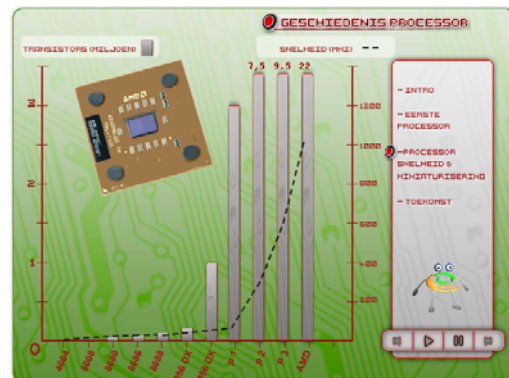 GESCHIEDENIS PROCESSOR
TRANSISTORS (MILJOEN)
SNELHEID (MHZ)
7,5 9.5 22
AMD
3
2
1
0
1200
1000
800
600
400
200
- INTRO
- EERSTE
PROCESSOR
-PROCESSOR
SNELHEID &
MINIATURISERING
- TOEKOMST
4004
8008
8080
8086
8088
P 1
P 2
P 3
AMD